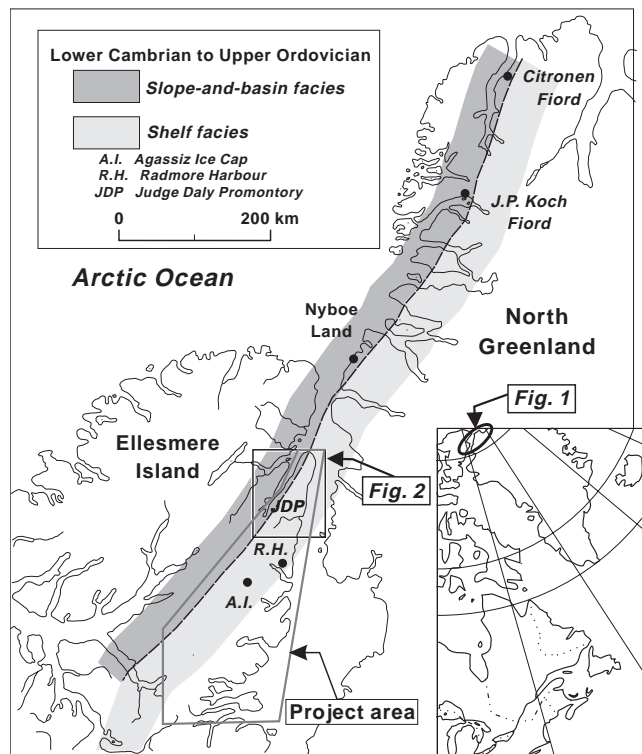 Lower Cambrian to Upper Ordovician
Slope-and-basin facies
Shelf facies
A.I. Agassiz Ice Cap
R.H. Radmore Harbour
JDP Judge Daly Promontory
0 200 km
Citronen
Fiord
J.P. Koch
Fiord
Arctic Ocean
Nyboe
Land
North
Greenland
Fig. 1
Ellesmere
Island
Fig. 2
JDP
R.H.
A.I.
Project area